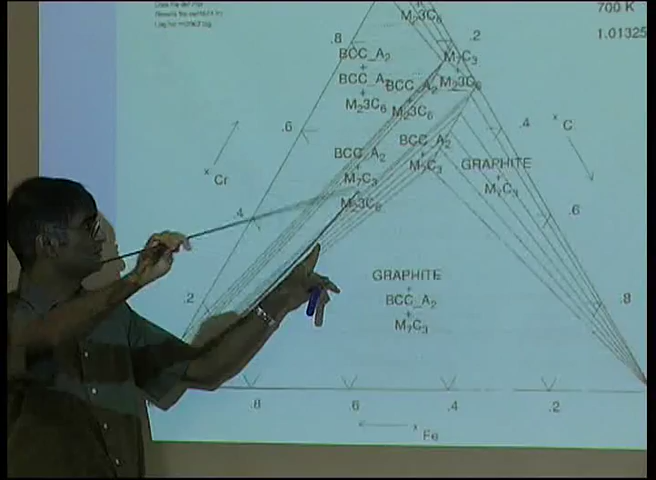 700 K
1.01325
M23C6
.8
.2
BCC_A2
M7C3
+
+
BCC_A2
BCC_A2
M23C6
+
+
M23C6
M23C6
.6
.4
x C
BCC_A2
BCC_A2
+
+
M7C3
GRAPHITE
+
M7C3
x Cr
M7C3
+
M23C6
.4
.6
GRAPHITE
+
BCC_A2
+
M7C3
.2
.8
.8
.6
.4
.2
x Fe